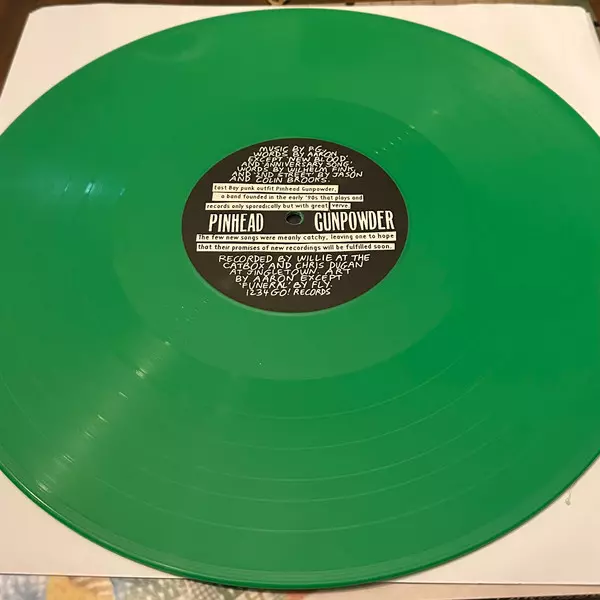 MUSIC BY P.G.
WORDS BY AARON
EXCEPT 'NEW BLOOD'
AND 'ANNIVERSARY SONG'
WORDS BY WILHELM FINK
AND '2ND STREET' BY JASON
AND COLIN BROOKS.
East Bay punk outfit Pinhead Gunpowder,
a band founded in the early '90s that plays and
records only sporadically but with great verve.
PINHEAD GUNPOWDER
The few new songs were meanly catchy, leaving one to hope
that their promises of new recordings will be fulfilled soon.
RECORDED BY WILLIE AT THE
CATBOX AND CHRIS DUGAN
AT JINGLETOWN. ART
BY AARON EXCEPT
'FUNERAL' BY FLY.
1234 GO! RECORDS